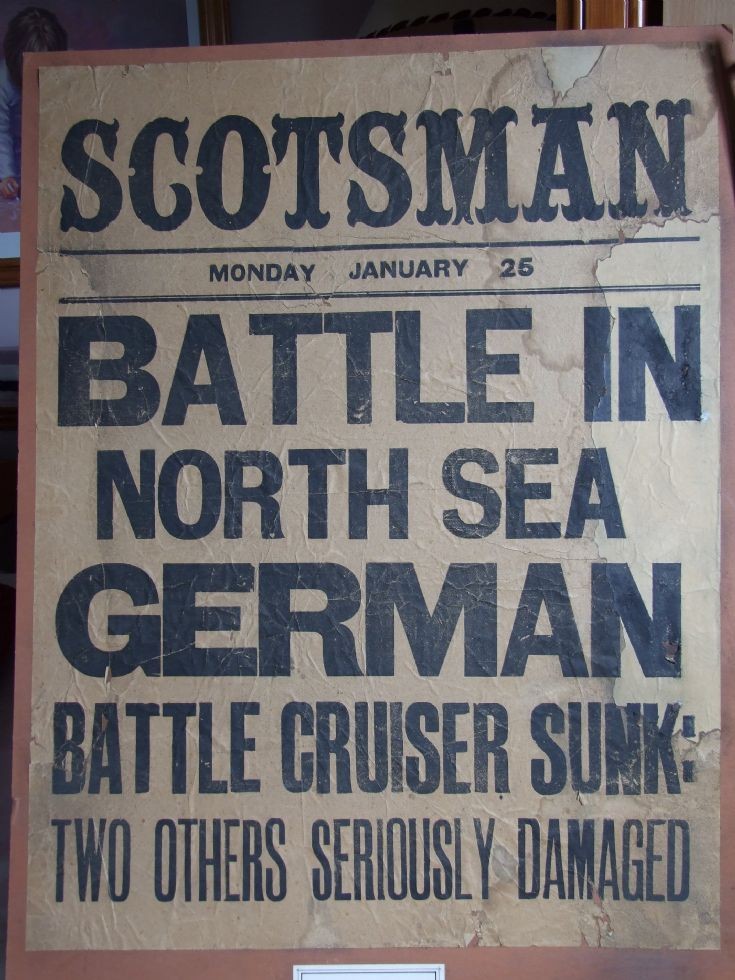 SCOTSMAN
MONDAY JANUARY 25
BATTLE IN
NORTH SEA
GERMAN
BATTLE CRUISER SUNK:
TWO OTHERS SERIOUSLY DAMAGED